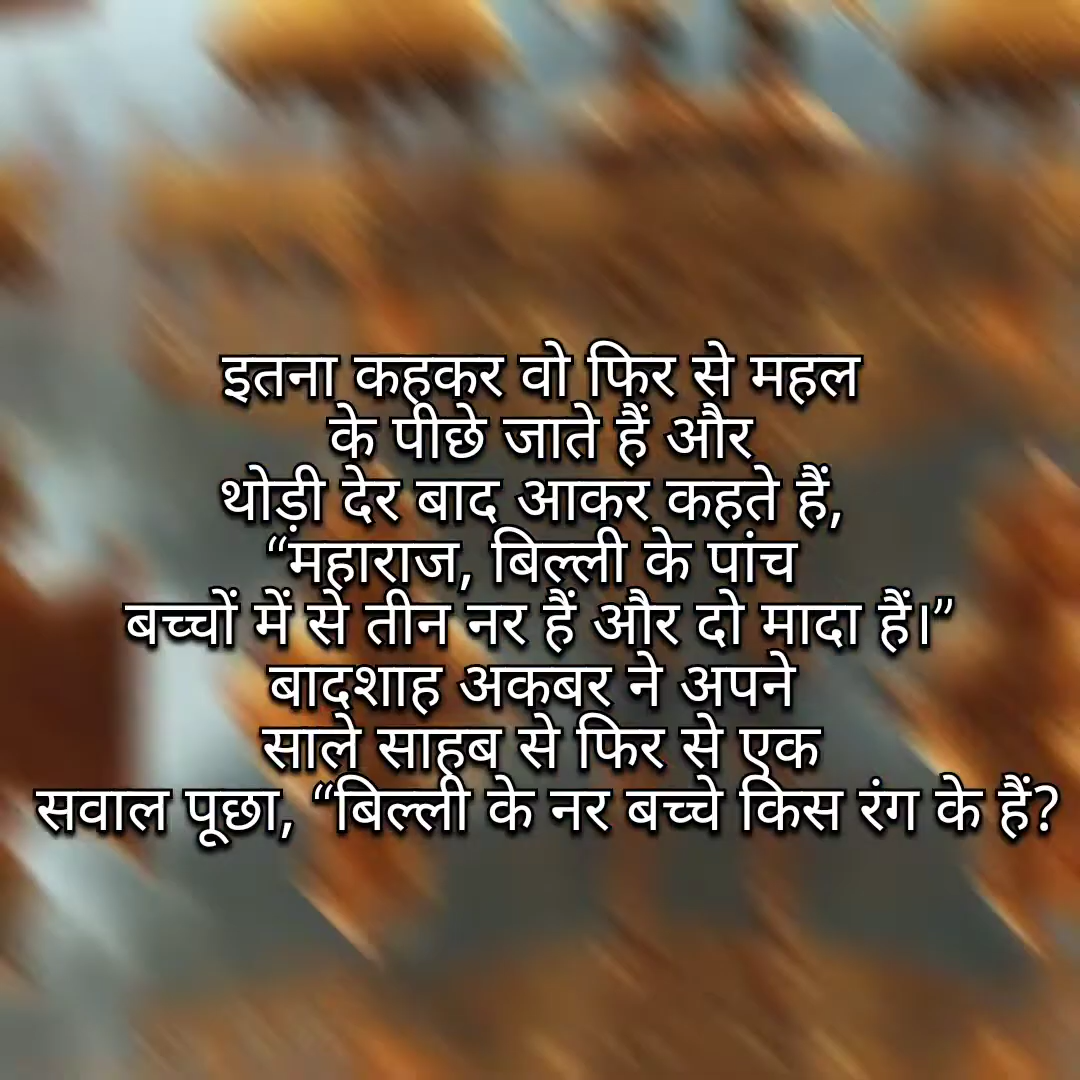 इतना कहकर वो फिर से महल
के पीछे जाते हैं और
थोड़ी देर बाद आकर कहते हैं,
“महाराज, बिल्ली के पांच
बच्चों में से तीन नर हैं और दो मादा हैं।”
बादशाह अकबर ने अपने
साले साहब से फिर से एक
सवाल पूछा, “बिल्ली के नर बच्चे किस रंग के हैं?